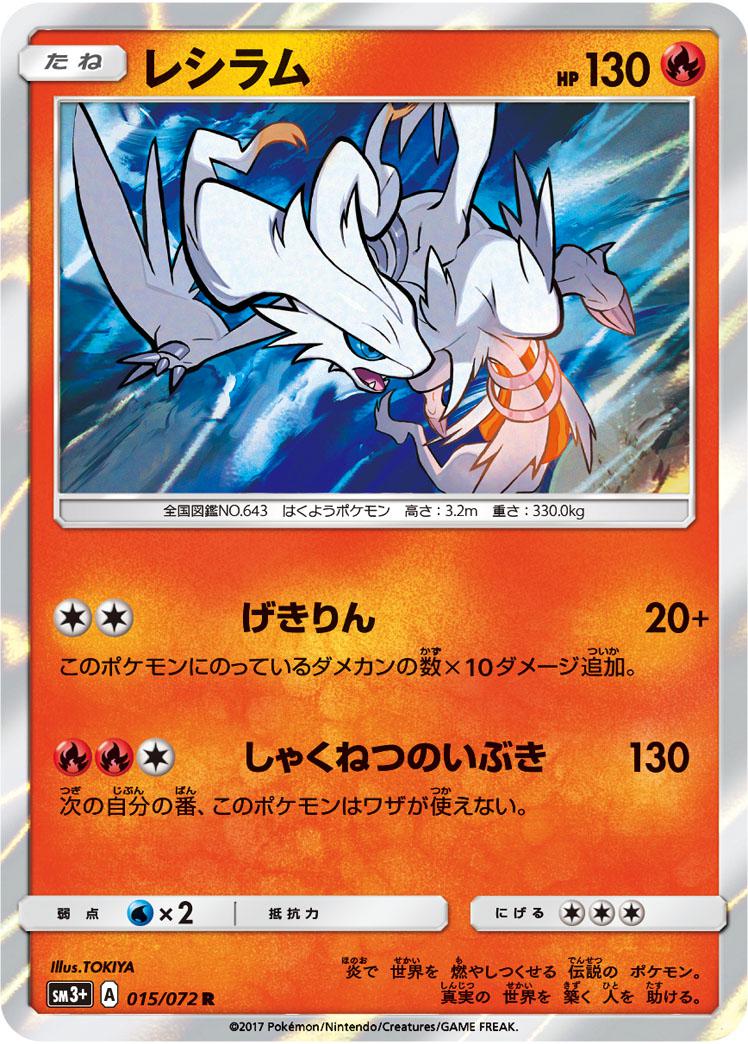 たね レシラム HP 130
全国図鑑NO.643 はくようポケモン 高さ：3.2m 重さ：330.0kg
げきりん 20+
このポケモンにのっているダメカンの数×10ダメージ追加。
しゃくねつのいぶき 130
次の自分の番、このポケモンはワザが使えない。
弱点 ×2 抵抗力 にげる
Illus.TOKIYA
炎で 世界を 燃やしつくせる 伝説の ポケモン。
真実の 世界を 築く 人を 助ける。
SM3+ A 015/072 R
©2017 Pokémon/Nintendo/Creatures/GAME FREAK.